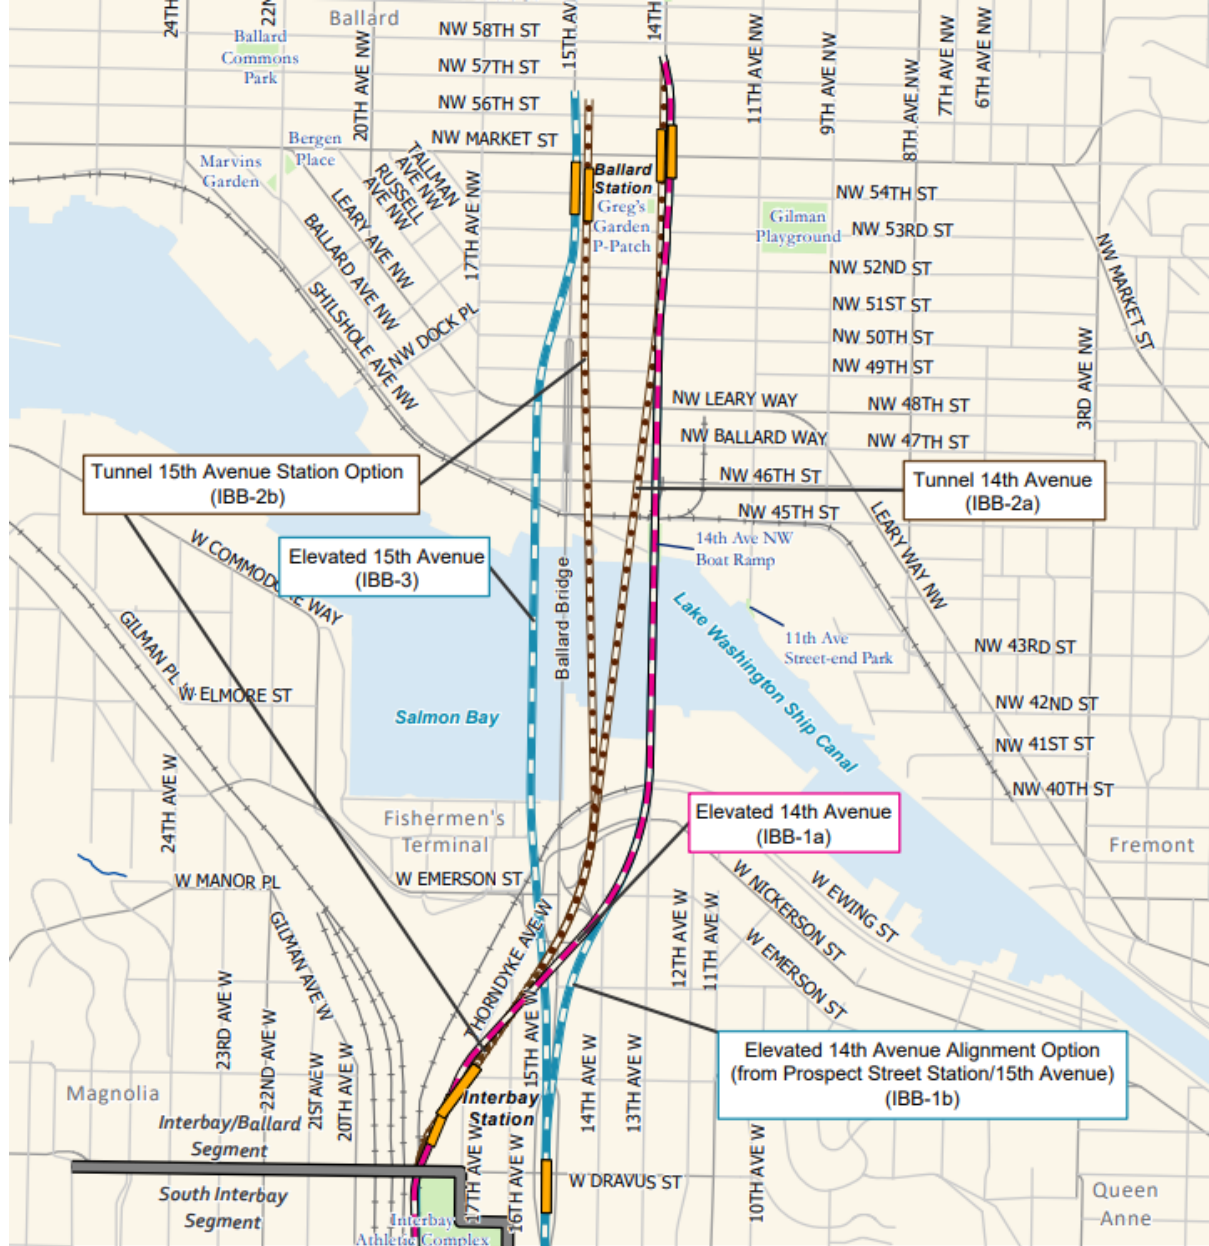 24TH
22N
Ballard
15TH AV
14TH
NW 58TH ST
Ballard
Commons
Park
NW 57TH ST
20TH AVE NW
11TH AVE NW
9TH AVE NW
8TH AVE NW
7TH AVE NW
6TH AVE NW
NW 56TH ST
NW MARKET ST
Bergen
Place
Marvins
Garden
TALLMAN
AVE NW
RUSSELL
AVE NW
LEARY AVE NW
BALLARD AVE NW
SHILSHOLE AVE NW
17TH AVE NW
NW DOCK PL
Ballard
Station
Greg's
Garden
P-Patch
Gilman
Playground
NW 54TH ST
NW 53RD ST
NW 52ND ST
NW 51ST ST
NW 50TH ST
NW 49TH ST
NW MARKET ST
3RD AVE NW
NW LEARY WAY
NW 48TH ST
NW BALLARD WAY
NW 47TH ST
NW 46TH ST
NW 45TH ST
Tunnel 15th Avenue Station Option
(IBB-2b)
Tunnel 14th Avenue
(IBB-2a)
LEARY WAY NW
14th Ave NW
Boat Ramp
W COMMODORE WAY
Elevated 15th Avenue
(IBB-3)
Ballard Bridge
Lake Washington Ship Canal
11th Ave
Street-end Park
NW 43RD ST
NW 42ND ST
NW 41ST ST
NW 40TH ST
GILMAN PL W
W ELMORE ST
Salmon Bay
24TH AVE W
Fishermen's
Terminal
Elevated 14th Avenue
(IBB-1a)
Fremont
W MANOR PL
W EMERSON ST
W NICKERSON ST
W EWING ST
W EMERSON ST
GILMAN AVE W
THORNDYKE AVE W
12TH AVE W
11TH AVE W
23RD AVE W
22ND AVE W
21ST AVE W
20TH AVE W
15TH AVE W
14TH AVE W
13TH AVE W
Elevated 14th Avenue Alignment Option
(from Prospect Street Station/15th Avenue)
(IBB-1b)
Magnolia
Interbay
Station
Interbay/Ballard
Segment
South Interbay
Segment
17TH AVE W
16TH AVE W
W DRAVUS ST
10TH AVE W
Queen
Anne
Interbay
Athletic Complex